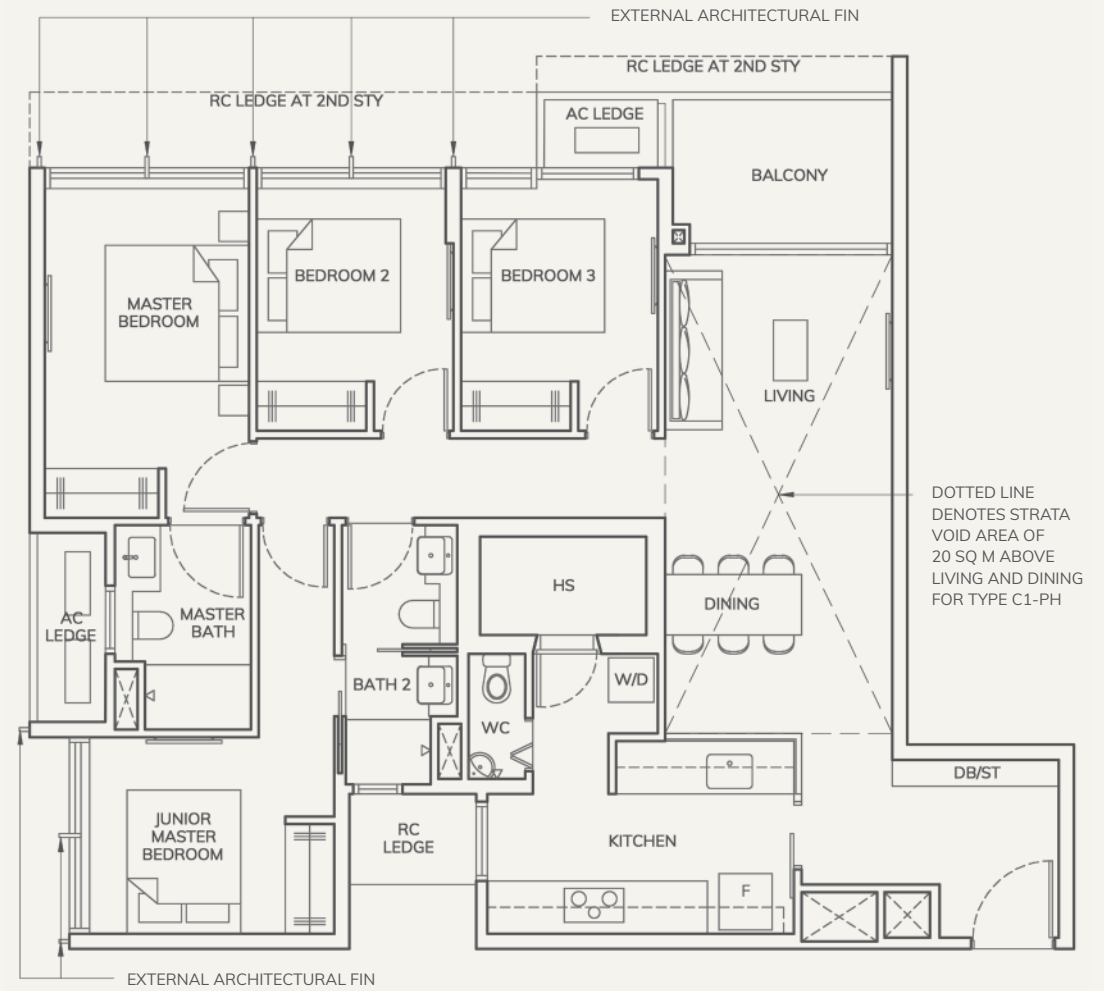 EXTERNAL ARCHITECTURAL FIN
RC LEDGE AT 2ND STY
RC LEDGE AT 2ND STY
AC LEDGE
BALCONY
MASTER
BEDROOM
BEDROOM 2
BEDROOM 3
LIVING
DOTTED LINE
DENOTES STRATA
VOID AREA OF
20 SQ M ABOVE
LIVING AND DINING
FOR TYPE C1-PH
AC
LEDGE
MASTER
BATH
HS
DINING
BATH 2
W/D
WC
DB/ST
JUNIOR
MASTER
BEDROOM
RC
LEDGE
KITCHEN
F
EXTERNAL ARCHITECTURAL FIN